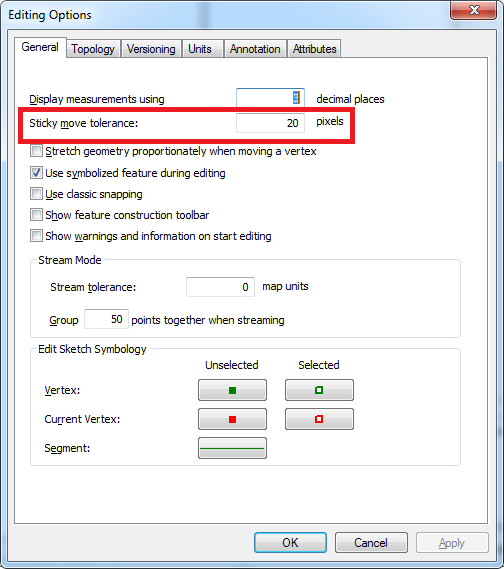 Editing Options
General Topology Versioning Units Annotation Attributes
Display measurements using 3 decimal places
Sticky move tolerance: 20 pixels
Stretch geometry proportionately when moving a vertex
Use symbolized feature during editing
Use classic snapping
Show feature construction toolbar
Show warnings and information on start editing
Stream Mode
Stream tolerance: 0 map units
Group 50 points together when streaming
Edit Sketch Symbology
Unselected Selected
Vertex:
Current Vertex:
Segment:
OK Cancel Apply